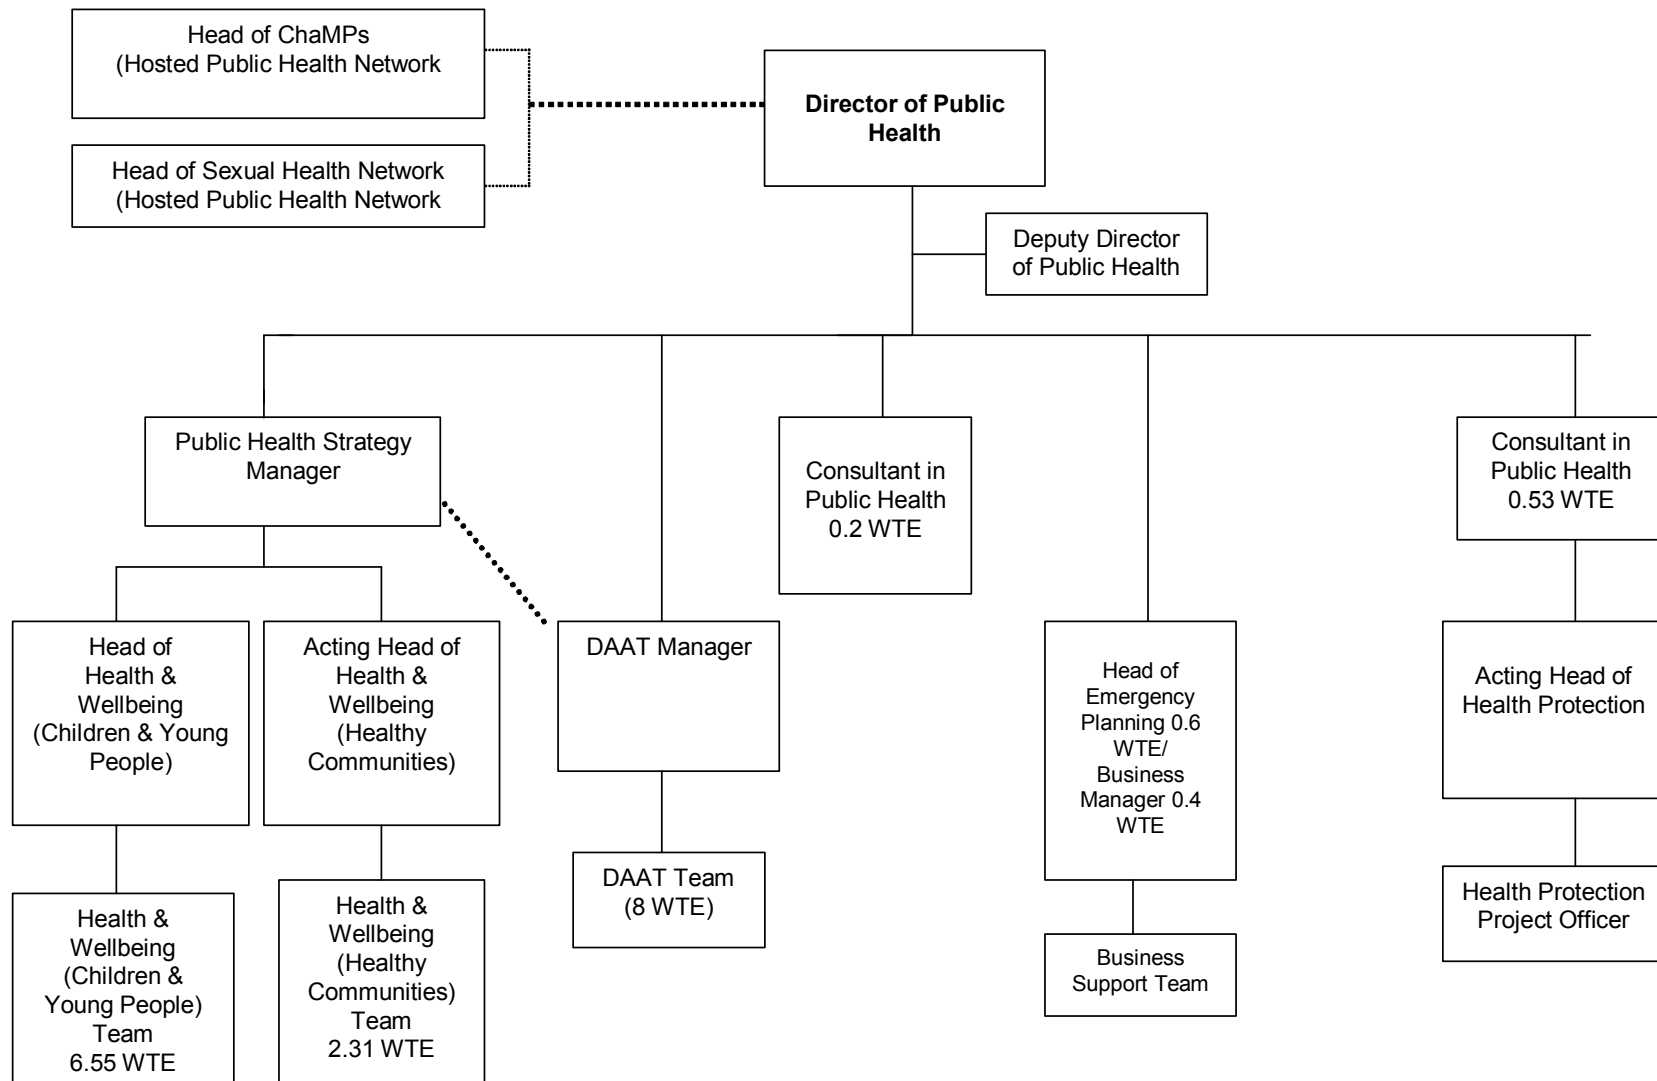 Head of ChaMPs
(Hosted Public Health Network
Director of Public
Health
Head of Sexual Health Network
(Hosted Public Health Network
Deputy Director
of Public Health
Public Health Strategy
Manager
Consultant in
Public Health
0.2 WTE
Consultant in
Public Health
0.53 WTE
Head of
Health &
Wellbeing
(Children & Young
People)
Acting Head of
Health &
Wellbeing
(Healthy
Communities)
DAAT Manager
Head of
Emergency
Planning 0.6
WTE/
Business
Manager 0.4
WTE
Acting Head of
Health Protection
Health &
Wellbeing
(Children &
Young People)
Team
6.55 WTE
Health &
Wellbeing
(Healthy
Communities)
Team
2.31 WTE
DAAT Team
(8 WTE)
Business
Support Team
Health Protection
Project Officer